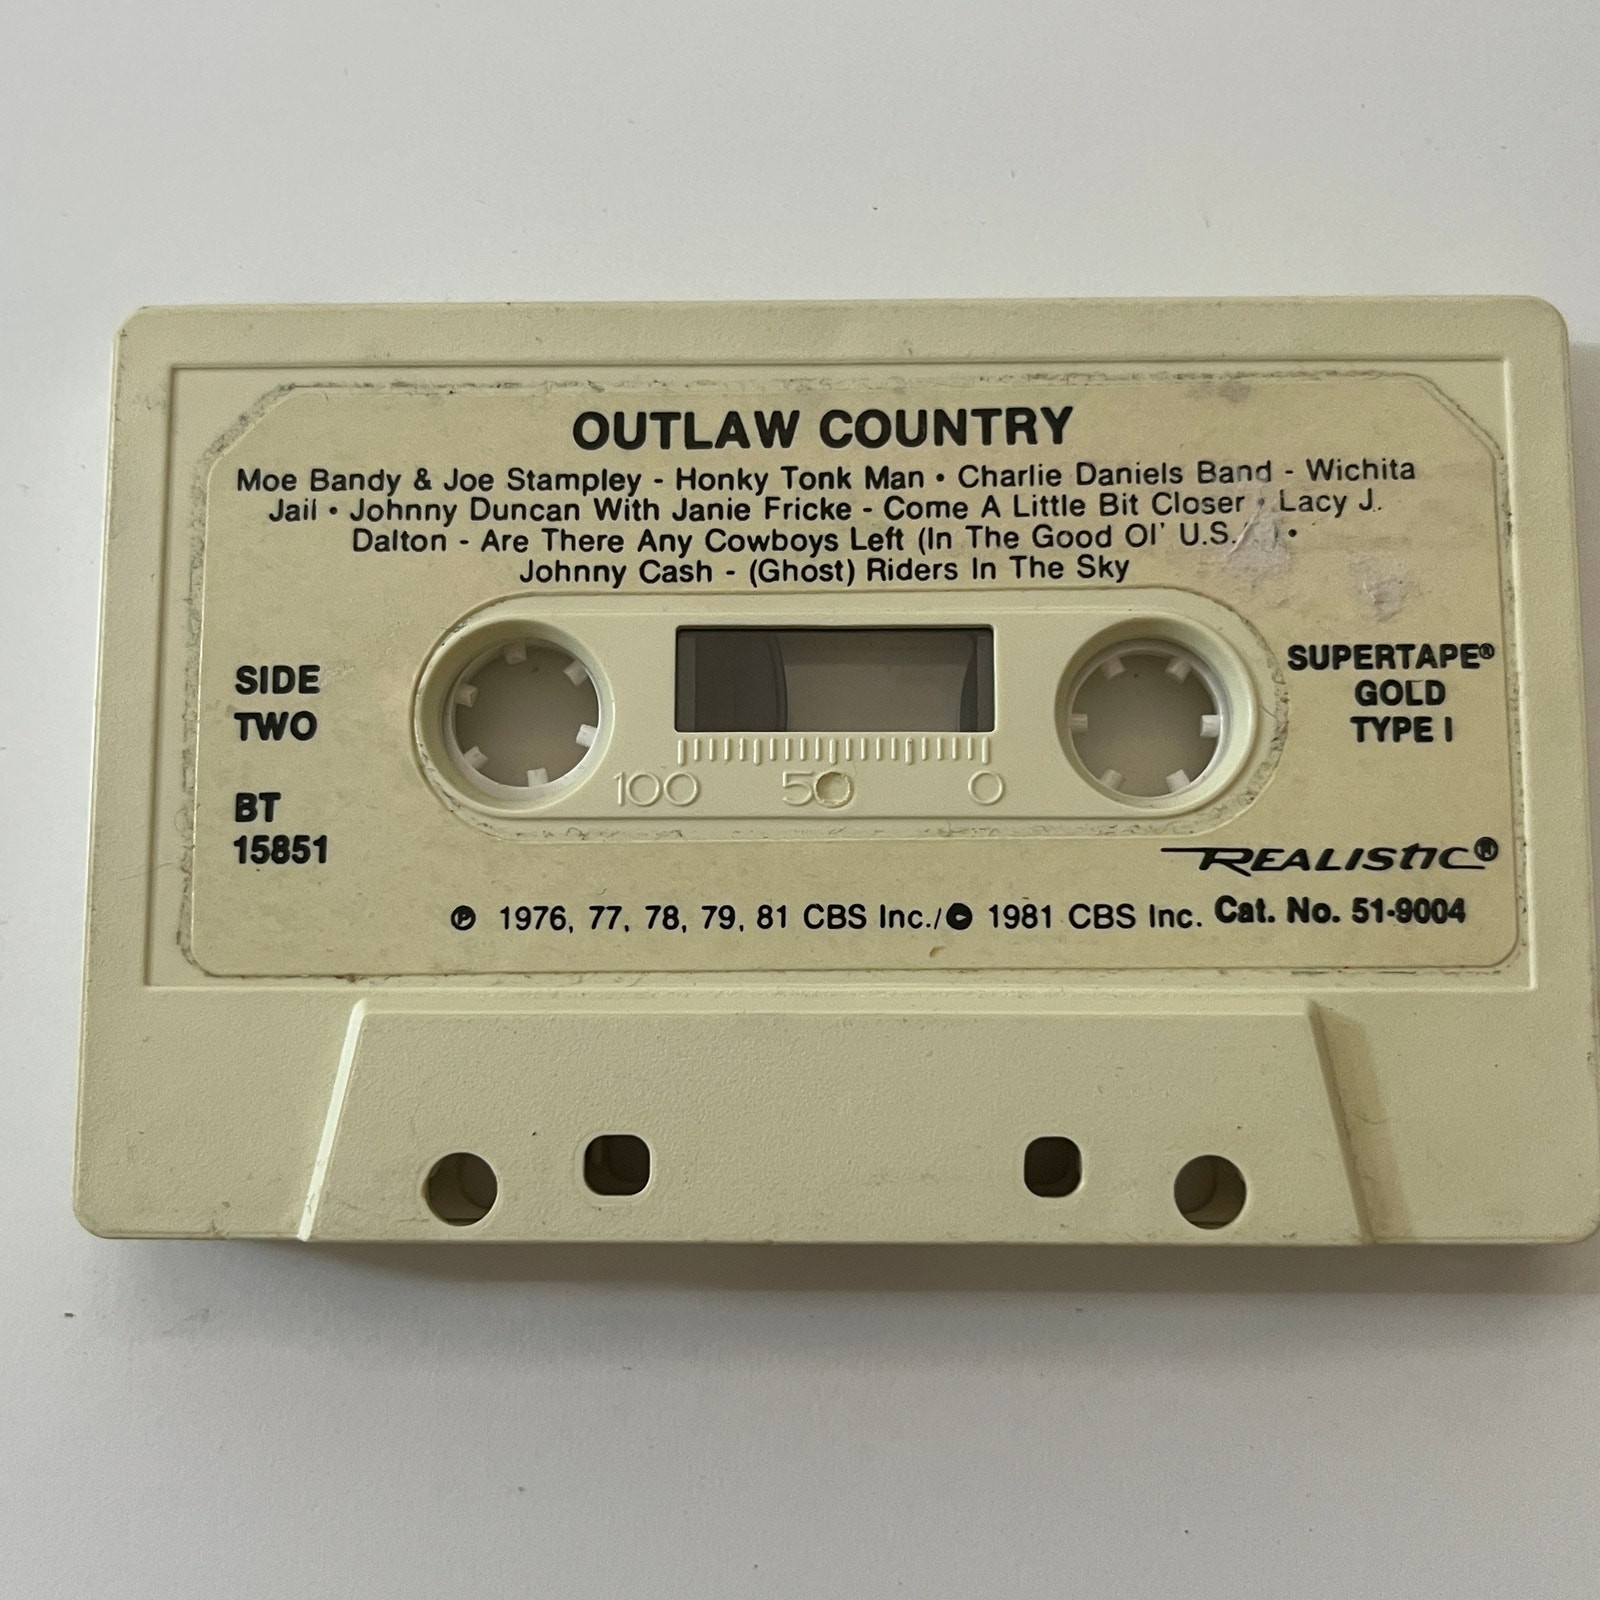 OUTLAW COUNTRY
Moe Bandy & Joe Stampley - Honky Tonk Man • Charlie Daniels Band - Wichita
Jail • Johnny Duncan With Janie Fricke - Come A Little Bit Closer • Lacy J.
Dalton - Are There Any Cowboys Left (In The Good Ol' U.S. ) •
Johnny Cash - (Ghost) Riders In The Sky
SIDE
TWO
BT
15851
100 50 0
SUPERTAPE®
GOLD
TYPE I
REALISTIC®
℗ 1976, 77, 78, 79, 81 CBS Inc./© 1981 CBS Inc. Cat. No. 51-9004